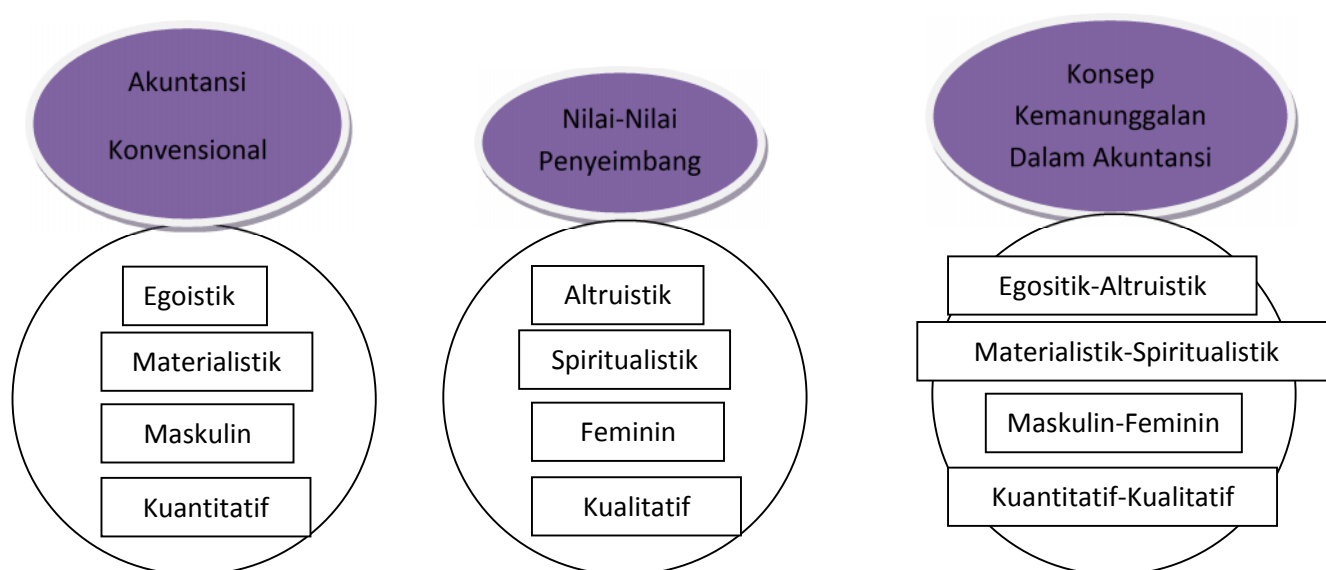 Akuntansi
Konvensional
Egoistik
Materialistik
Maskulin
Kuantitatif
Nilai-Nilai
Penyeimbang
Altruistik
Spiritualistik
Feminin
Kualitatif
Konsep
Kemanunggalan
Dalam Akuntansi
Egositik-Altruistik
Materialistik-Spiritualistik
Maskulin-Feminin
Kuantitatif-Kualitatif